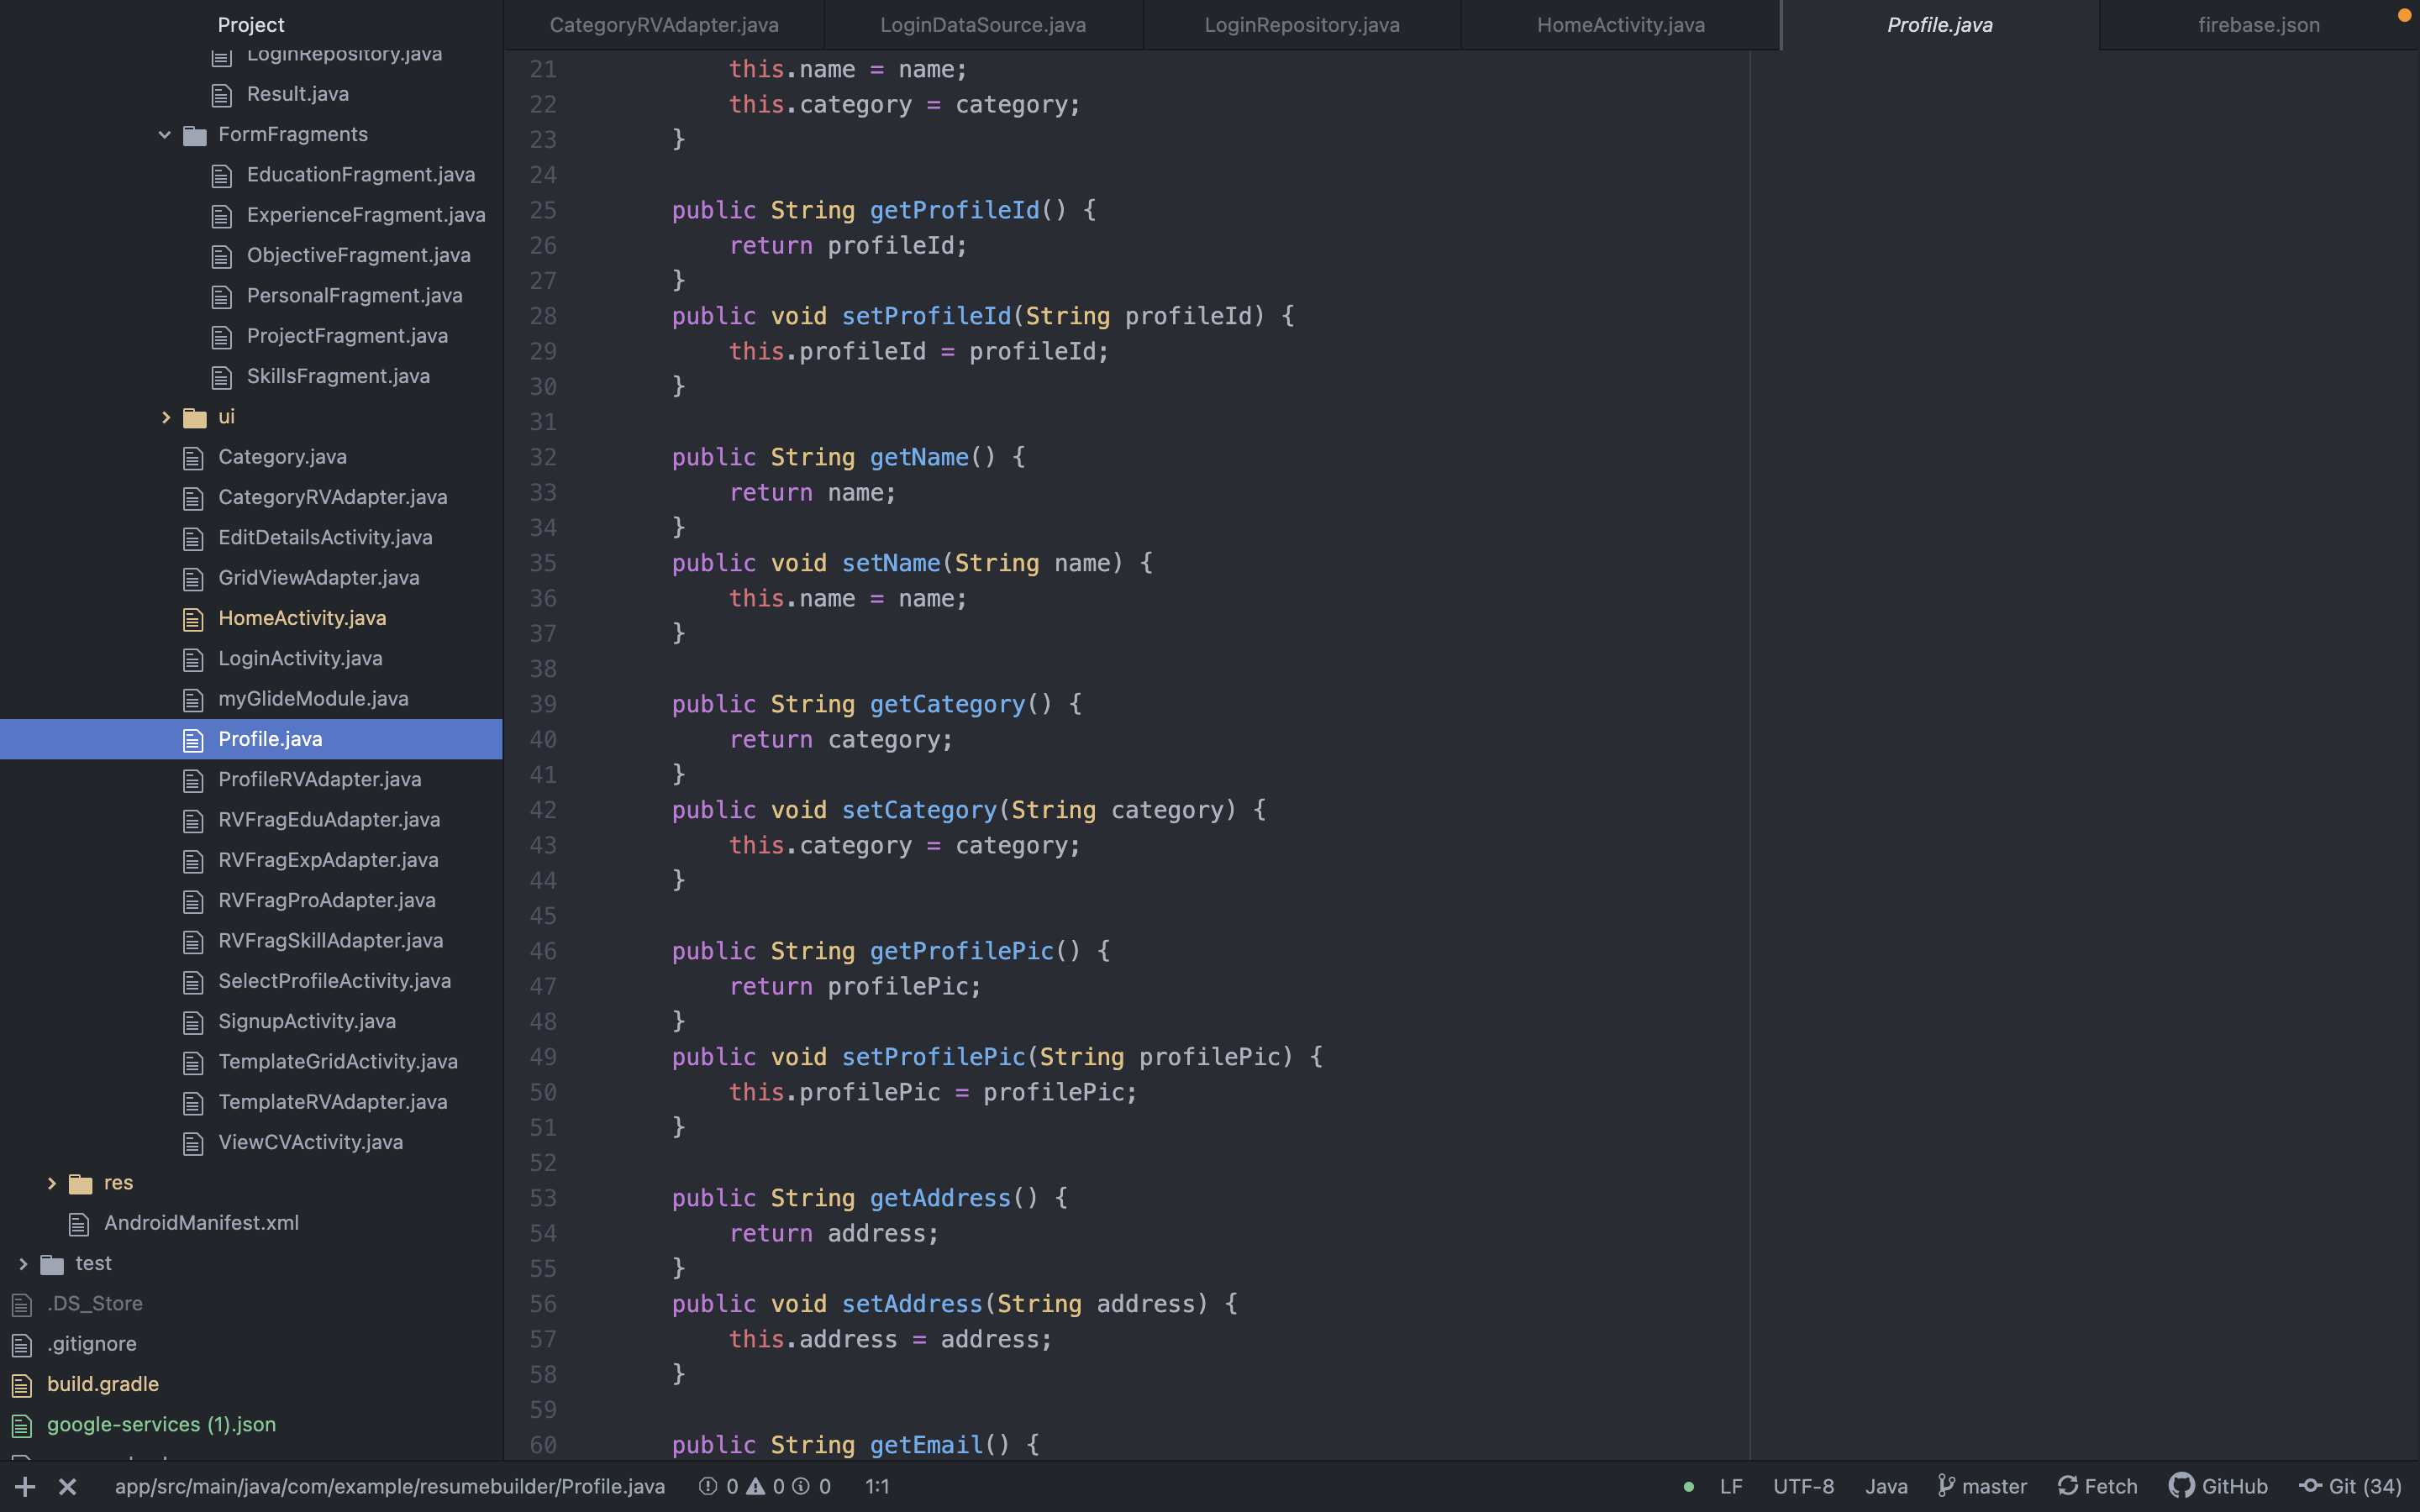 Project
CategoryRVAdapter.java
LoginDataSource.java
LoginRepository.java
HomeActivity.java
Profile.java
firebase.json
LoginRepository.java
Result.java
FormFragments
EducationFragment.java
ExperienceFragment.java
ObjectiveFragment.java
PersonalFragment.java
ProjectFragment.java
SkillsFragment.java
ui
Category.java
CategoryRVAdapter.java
EditDetailsActivity.java
GridViewAdapter.java
HomeActivity.java
LoginActivity.java
myGlideModule.java
Profile.java
ProfileRVAdapter.java
RVFragEduAdapter.java
RVFragExpAdapter.java
RVFragProAdapter.java
RVFragSkillAdapter.java
SelectProfileActivity.java
SignupActivity.java
TemplateGridActivity.java
TemplateRVAdapter.java
ViewCVActivity.java
res
AndroidManifest.xml
test
.DS_Store
.gitignore
build.gradle
google-services (1).json
21 this.name = name;
22 this.category = category;
23 }
24
25 public String getProfileId() {
26 return profileId;
27 }
28 public void setProfileId(String profileId) {
29 this.profileId = profileId;
30 }
31
32 public String getName() {
33 return name;
34 }
35 public void setName(String name) {
36 this.name = name;
37 }
38
39 public String getCategory() {
40 return category;
41 }
42 public void setCategory(String category) {
43 this.category = category;
44 }
45
46 public String getProfilePic() {
47 return profilePic;
48 }
49 public void setProfilePic(String profilePic) {
50 this.profilePic = profilePic;
51 }
52
53 public String getAddress() {
54 return address;
55 }
56 public void setAddress(String address) {
57 this.address = address;
58 }
59
60 public String getEmail() {
app/src/main/java/com/example/resumebuilder/Profile.java 0 0 0 1:1 LF UTF-8 Java master Fetch GitHub Git (34)